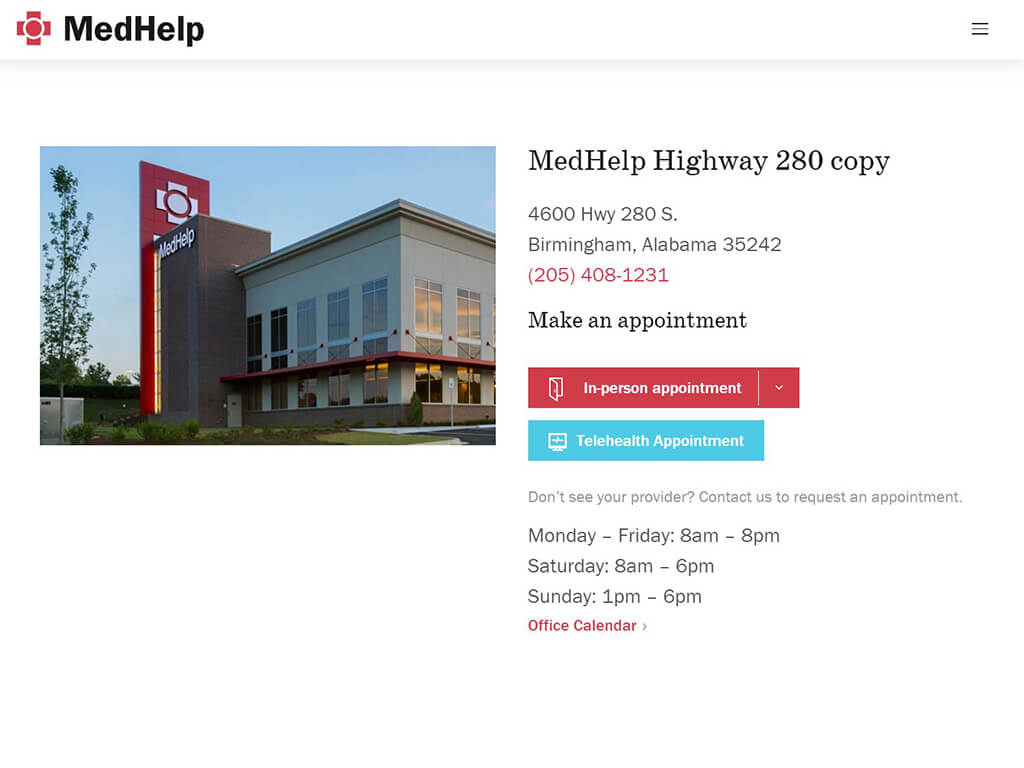 MedHelp
MedHelp
MedHelp Highway 280 copy
4600 Hwy 280 S.
Birmingham, Alabama 35242
(205) 408-1231
Make an appointment
In-person appointment
Telehealth Appointment
Don’t see your provider? Contact us to request an appointment.
Monday – Friday: 8am – 8pm
Saturday: 8am – 6pm
Sunday: 1pm – 6pm
Office Calendar ›